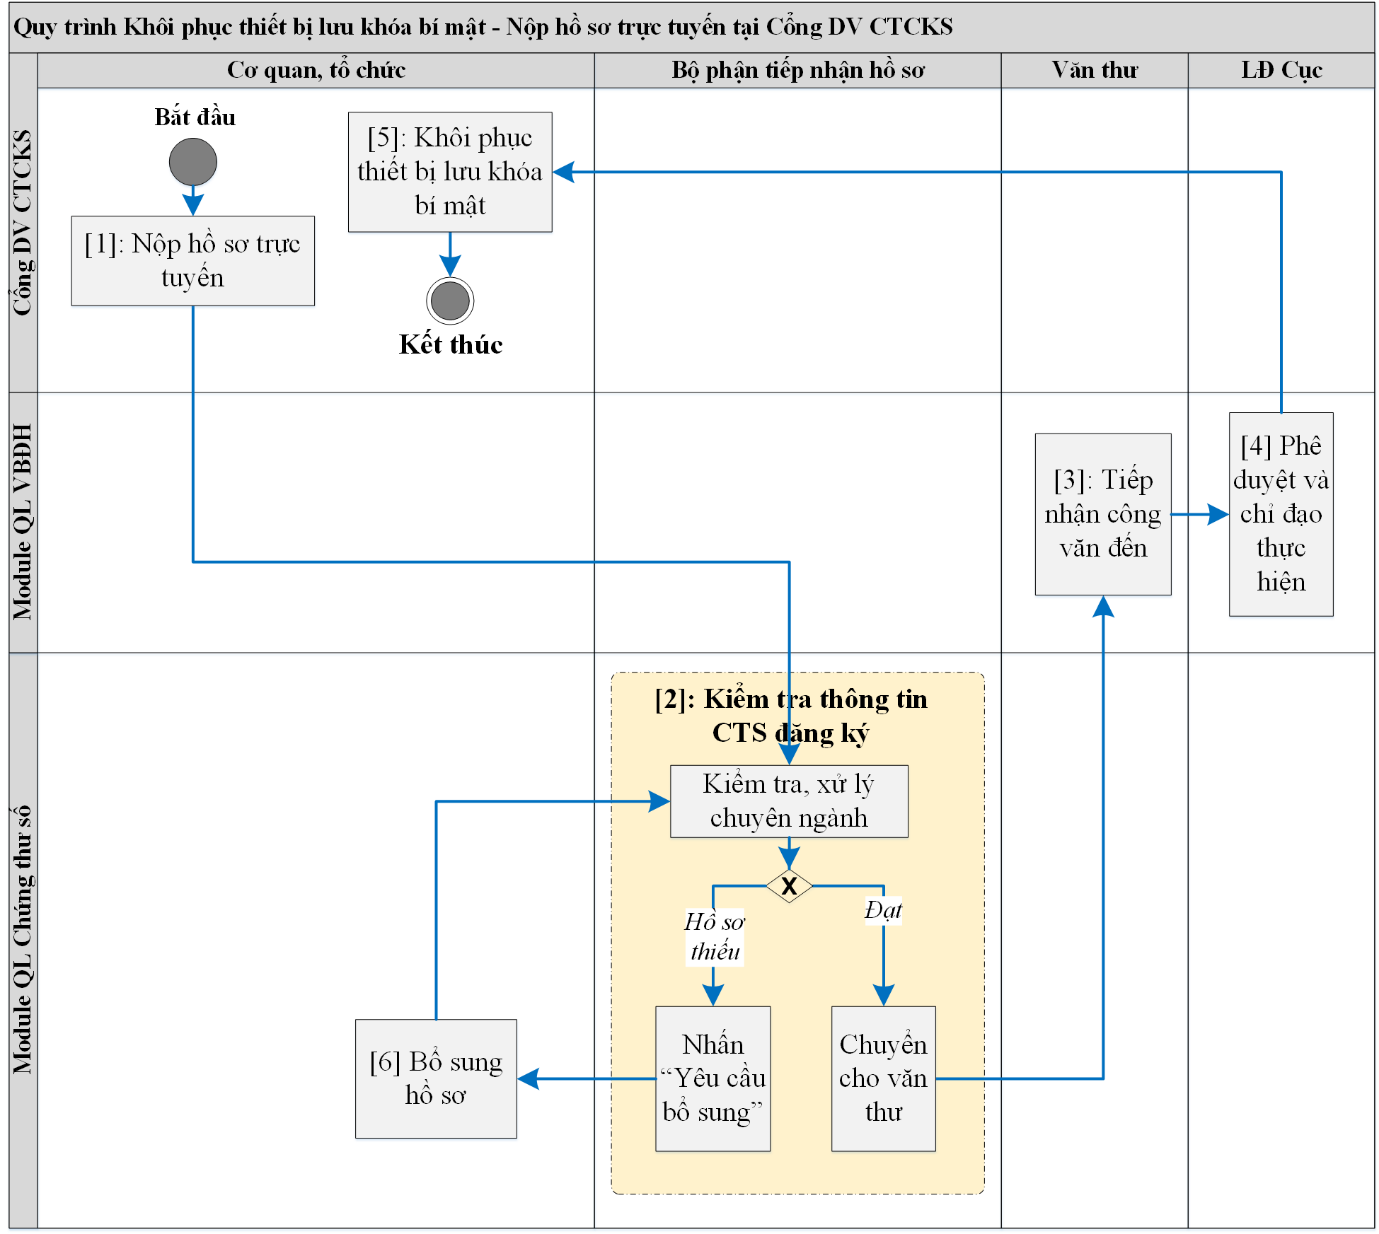 Quy trình Khôi phục thiết bị lưu khóa bí mật - Nộp hồ sơ trực tuyến tại Cổng DV CTCKS
Cơ quan, tổ chức
Bộ phận tiếp nhận hồ sơ
Văn thư
LĐ Cục
Cổng DV CTCKS
Bắt đầu
[1]: Nộp hồ sơ trực
tuyến
[5]: Khôi phục
thiết bị lưu khóa
bí mật
Kết thúc
Module QL VBĐH
[3]: Tiếp
nhận công
văn đến
[4] Phê
duyệt và
chỉ đạo
thực
hiện
Module QL Chứng thư số
[2]: Kiểm tra thông tin
CTS đăng ký
Kiểm tra, xử lý
chuyên ngành
X
Hồ sơ
thiếu
Đạt
[6] Bổ sung
hồ sơ
Nhấn
“Yêu cầu
bổ sung”
Chuyển
cho văn
thư